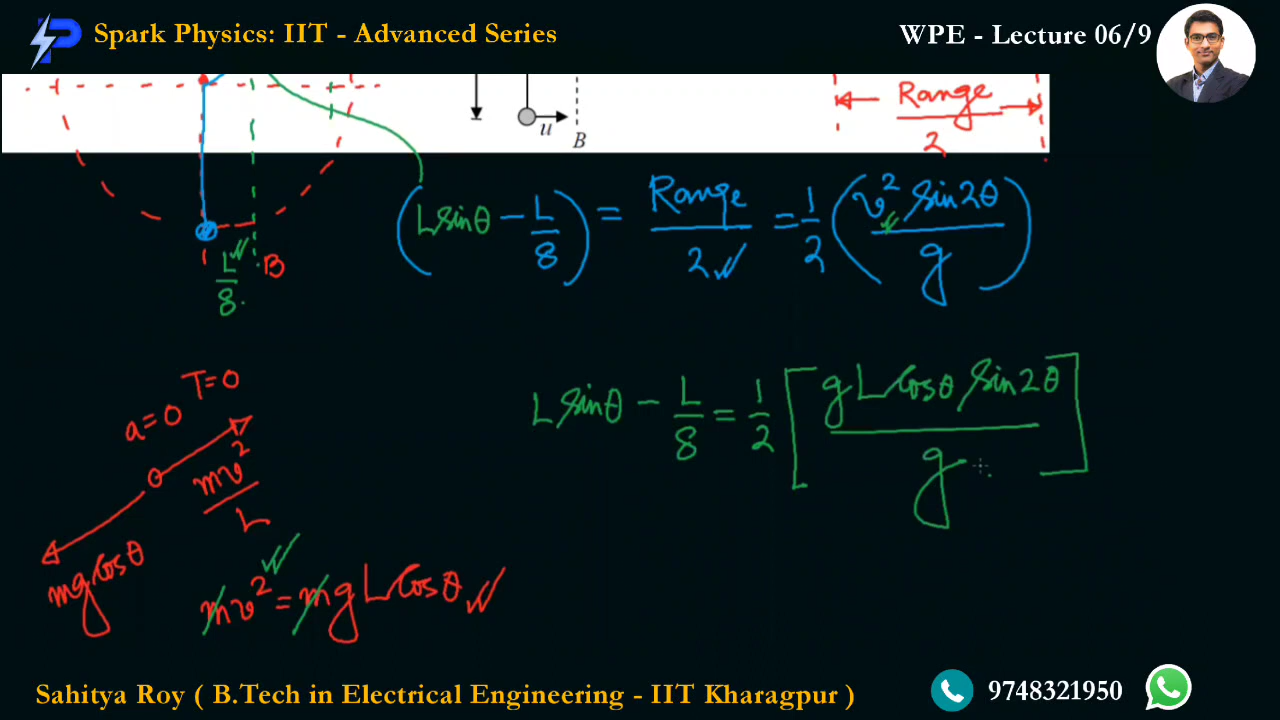 Spark Physics: IIT - Advanced Series
WPE - Lecture 06/9
u
B
Range
2
(L sinθ - L/8) = Range/2 = 1/2 (v² sin2θ / g)
L/8
B
T=0
a=0
mv²/L
mg cosθ
L sinθ - L/8 = 1/2 [gL cosθ sin2θ / g]
mv² = mgL cosθ
Sahitya Roy ( B.Tech in Electrical Engineering - IIT Kharagpur )
9748321950